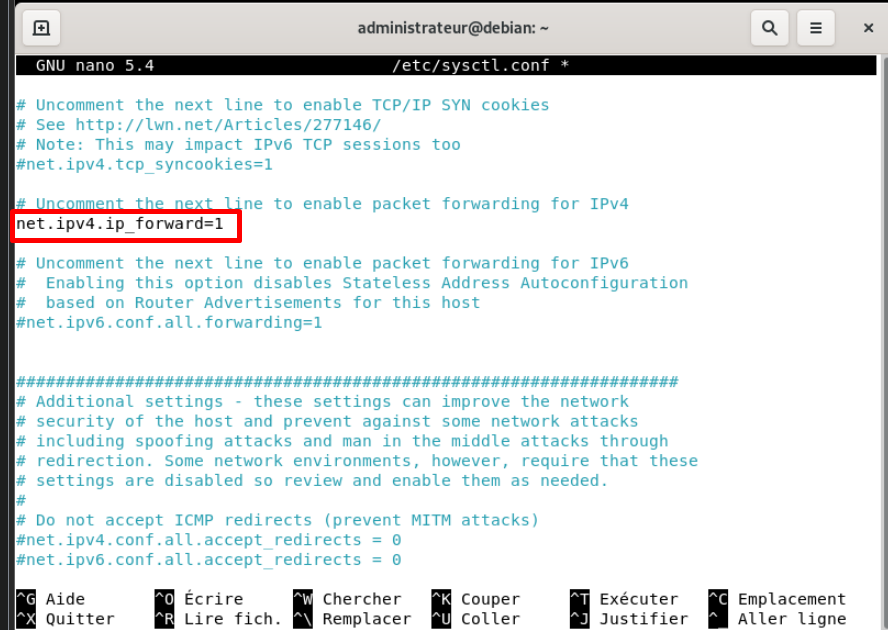 administrateur@debian: ~
GNU nano 5.4 /etc/sysctl.conf *
# Uncomment the next line to enable TCP/IP SYN cookies
# See http://lwn.net/Articles/277146/
# Note: This may impact IPv6 TCP sessions too
#net.ipv4.tcp_syncookies=1
# Uncomment the next line to enable packet forwarding for IPv4
net.ipv4.ip_forward=1
# Uncomment the next line to enable packet forwarding for IPv6
#  Enabling this option disables Stateless Address Autoconfiguration
#  based on Router Advertisements for this host
#net.ipv6.conf.all.forwarding=1
###################################################################
# Additional settings - these settings can improve the network
# security of the host and prevent against some network attacks
# including spoofing attacks and man in the middle attacks through
# redirection. Some network environments, however, require that these
# settings are disabled so review and enable them as needed.
#
# Do not accept ICMP redirects (prevent MITM attacks)
#net.ipv4.conf.all.accept_redirects = 0
#net.ipv6.conf.all.accept_redirects = 0
^G Aide ^O Écrire ^W Chercher ^K Couper ^T Exécuter ^C Emplacement
^X Quitter ^R Lire fich. ^\ Remplacer ^U Coller ^J Justifier ^_ Aller ligne